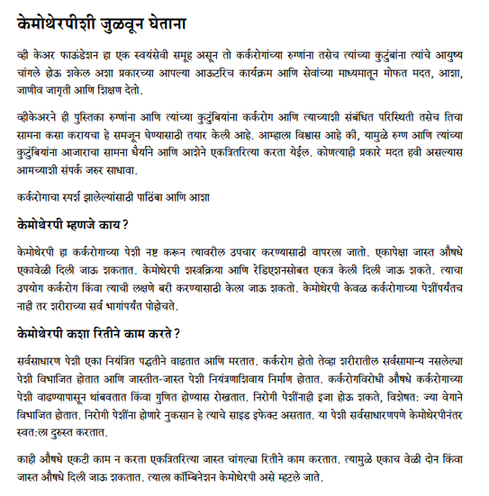 केमोथेरपीशी जुळवून घेताना
व्ही केअर फाऊंडेशन हा एक स्वयंसेवी समूह असून तो कर्करोगांच्या रुग्णांना तसेच त्यांच्या कुटुंबांना त्यांचे आयुष्य
चांगले होऊ शकेल अशा प्रकारच्या आपल्या आऊटरिच कार्यक्रम आणि सेवांच्या माध्यमातून मोफत मदत, आशा,
जाणीव जागृती आणि शिक्षण देतो.
व्हीकेअरने ही पुस्तिका रुग्णांना आणि त्यांच्या कुटुंबियांना कर्करोग आणि त्याच्याशी संबंधित परिस्थिती तसेच तिचा
सामना कसा करायचा हे समजून घेण्यासाठी तयार केली आहे. आम्हाला विश्वास आहे की, यामुळे रुग्ण आणि त्यांच्या
कुटुंबियांना आजाराचा सामना धैर्याने आणि आशेने एकत्रितरित्या करता येईल. कोणत्याही प्रकारे मदत हवी असल्यास
आमच्याशी संपर्क जरुर साधावा.
कर्करोगाचा स्पर्श झालेल्यांसाठी पाठिंबा आणि आशा
केमोथेरपी म्हणजे काय?
केमोथेरपी हा कर्करोगाच्या पेशी नष्ट करून त्यावरील उपचार करण्यासाठी वापरला जातो. एकापेक्षा जास्त औषधे
एकावेळी दिली जाऊ शकतात. केमोथेरपी शस्त्रक्रिया आणि रेडिएशनसोबत एकत्र केली दिली जाऊ शकते. त्याचा
उपयोग कर्करोग किंवा त्याची लक्षणे बरी करण्यासाठी केला जाऊ शकतो. केमोथेरपी केवळ कर्करोगाच्या पेशींपर्यंतच
नाही तर शरीराच्या सर्व भागांपर्यंत पोहोचते.
केमोथेरपी कशा रितीने काम करते?
सर्वसाधारण पेशी एका नियंत्रित पद्धतीने वाढतात आणि मरतात. कर्करोग होतो तेव्हा शरीरातील सर्वसामान्य नसलेल्या
पेशी विभाजित होतात आणि जास्तीत-जास्त पेशी नियंत्रणाशिवाय निर्माण होतात. कर्करोगविरोधी औषधे कर्करोगाच्या
पेशी वाढण्यापासून थांबवतात किंवा गुणित होण्यास रोखतात. निरोगी पेशींनाही इजा होऊ शकते, विशेषत: ज्या वेगाने
विभाजित होतात. निरोगी पेशींना होणारे नुकसान हे त्याचे साइड इफेक्ट असतात. या पेशी सर्वसाधारणपणे केमोथेरपीनंतर
स्वत:ला दुरुस्त करतात.
काही औषधे एकटी काम न करता एकत्रितरित्या जास्त चांगल्या रितीने काम करतात. त्यामुळे एकाच वेळी दोन किंवा
जास्त औषधे दिली जाऊ शकतात. त्याला कॉम्बिनेशन केमोथेरपी असे म्हटले जाते.